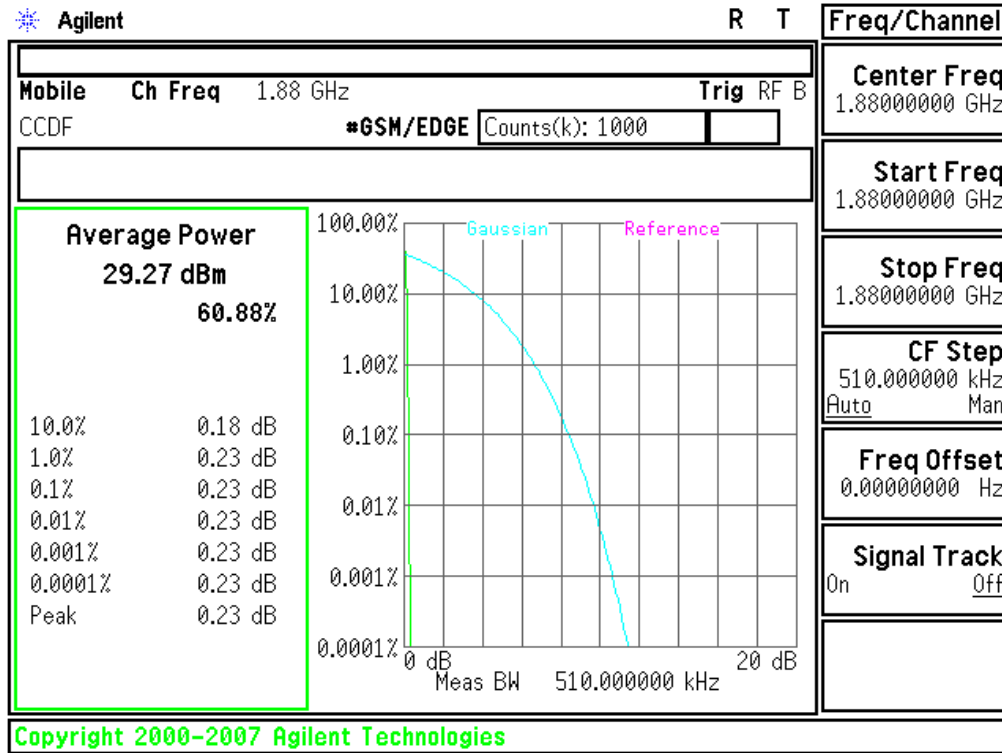 Agilent R T
Mobile Ch Freq 1.88 GHz Trig RF B
CCDF #GSM/EDGE Counts(k): 1000
Average Power
29.27 dBm
60.88%
10.0% 0.18 dB
1.0% 0.23 dB
0.1% 0.23 dB
0.01% 0.23 dB
0.001% 0.23 dB
0.0001% 0.23 dB
Peak 0.23 dB
Gaussian Reference
100.00%
10.00%
1.00%
0.10%
0.01%
0.001%
0.0001%
0 dB 20 dB
Meas BW 510.000000 kHz
Freq/Channel
Center Freq
1.88000000 GHz
Start Freq
1.88000000 GHz
Stop Freq
1.88000000 GHz
CF Step
510.000000 kHz
Auto Man
Freq Offset
0.00000000 Hz
Signal Track
On Off
Copyright 2000-2007 Agilent Technologies